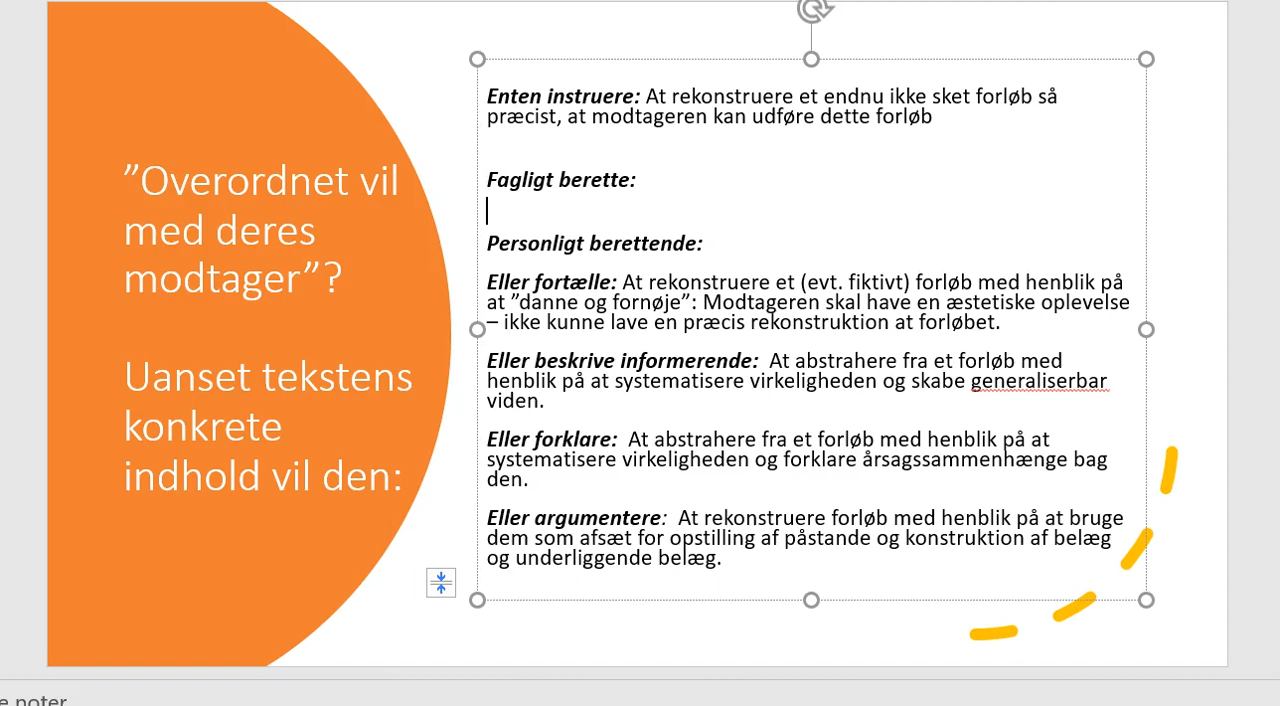 ”Overordnet vil
med deres
modtager”?
Uanset tekstens
konkrete
indhold vil den:
Enten instruere: At rekonstruere et endnu ikke sket forløb så
præcist, at modtageren kan udføre dette forløb
Fagligt berette:
Personligt berettende:
Eller fortælle: At rekonstruere et (evt. fiktivt) forløb med henblik på
at ”danne og fornøje”: Modtageren skal have en æstetiske oplevelse
– ikke kunne lave en præcis rekonstruktion at forløbet.
Eller beskrive informerende: At abstrahere fra et forløb med
henblik på at systematisere virkeligheden og skabe generaliserbar
viden.
Eller forklare: At abstrahere fra et forløb med henblik på at
systematisere virkeligheden og forklare årsagssammenhænge bag
den.
Eller argumentere: At rekonstruere forløb med henblik på at bruge
dem som afsæt for opstilling af påstande og konstruktion af belæg
og underliggende belæg.
e noter